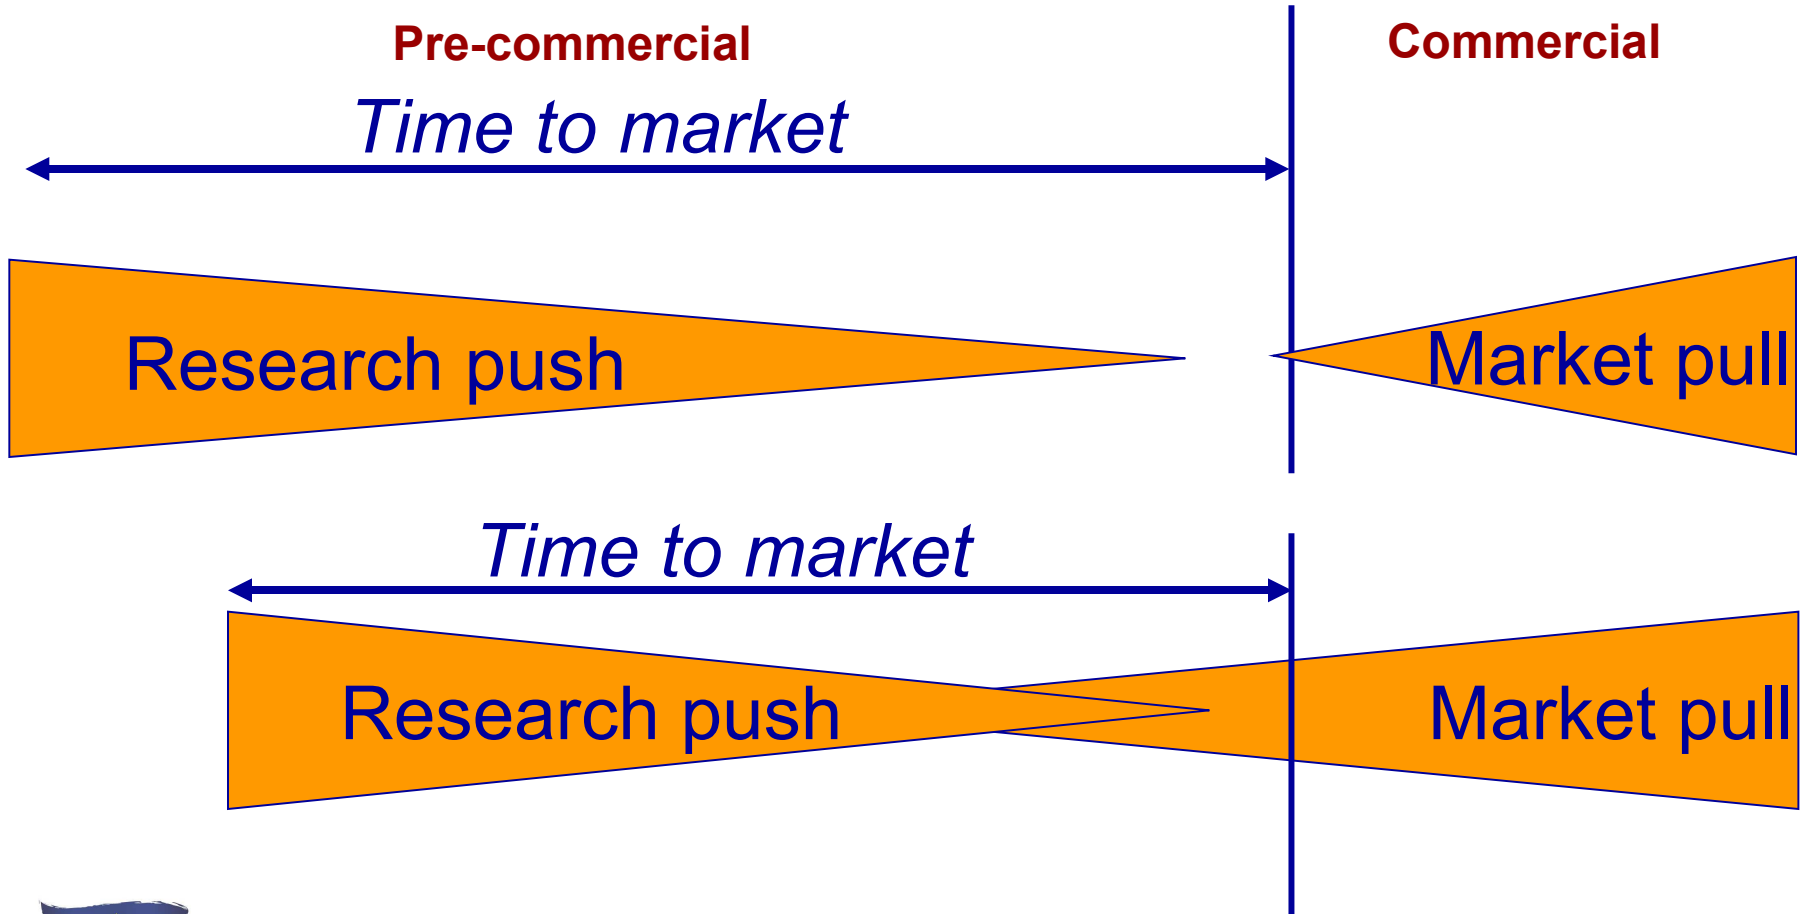 Pre-commercial
Commercial
Time to market
Research push
Market pull
Time to market
Research push
Market pull